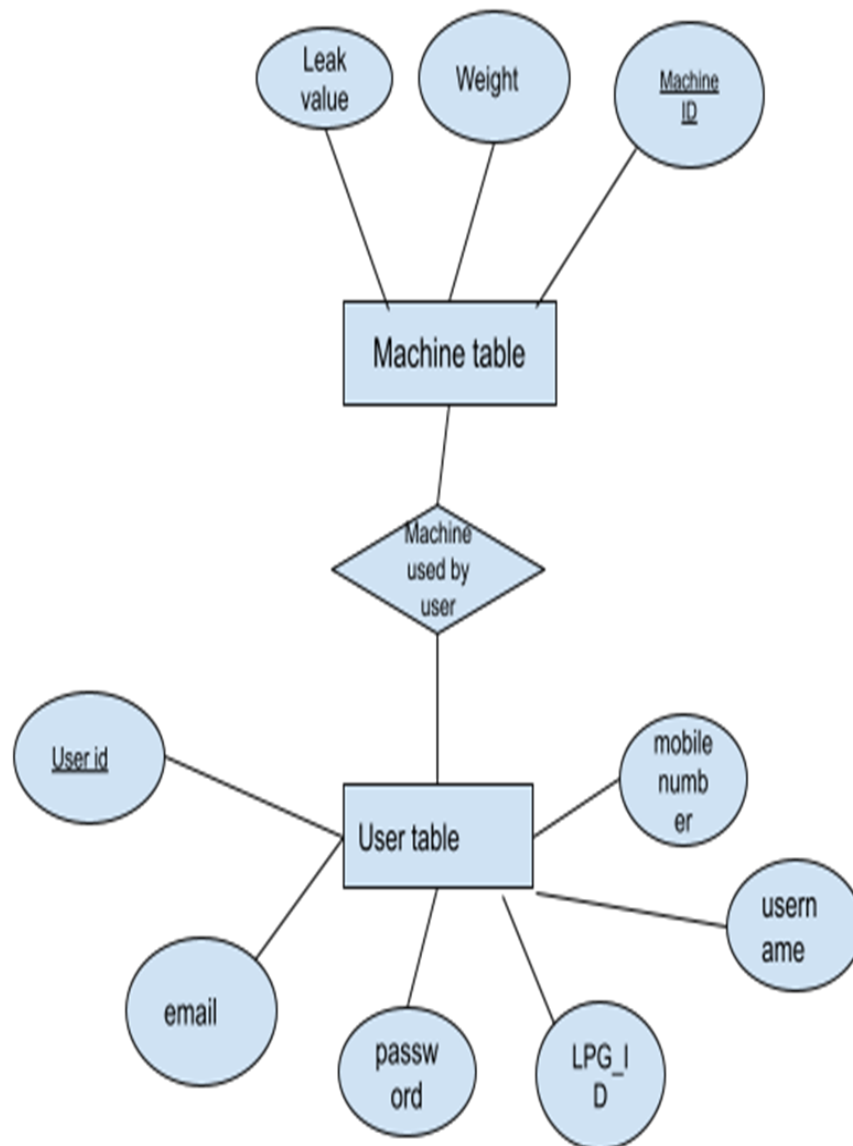 Leak
value
Weight
Machine
ID
Machine table
Machine
used by
user
User id
mobile
numb
er
User table
usern
ame
email
passw
ord
LPG_I
D